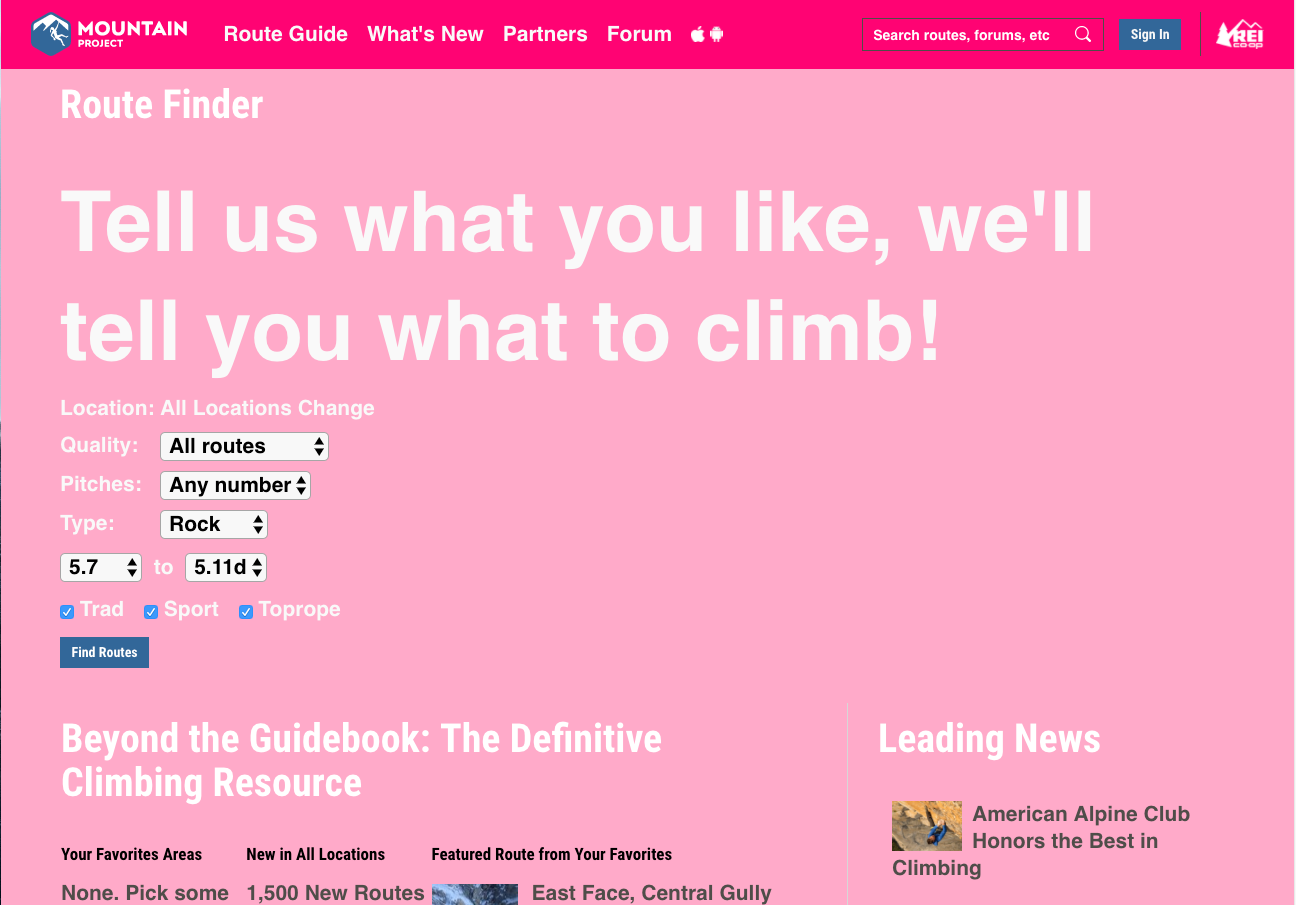 MOUNTAIN
PROJECT
Route Guide What's New Partners Forum
Search routes, forums, etc
Sign In
REI
co-op
Route Finder
Tell us what you like, we'll
tell you what to climb!
Location: All Locations Change
Quality: All routes
Pitches: Any number
Type: Rock
5.7 to 5.11d
Trad Sport Toprope
Find Routes
Beyond the Guidebook: The Definitive
Climbing Resource
Your Favorites Areas
None. Pick some
New in All Locations
1,500 New Routes
Featured Route from Your Favorites
East Face, Central Gully
Leading News
American Alpine Club
Honors the Best in
Climbing